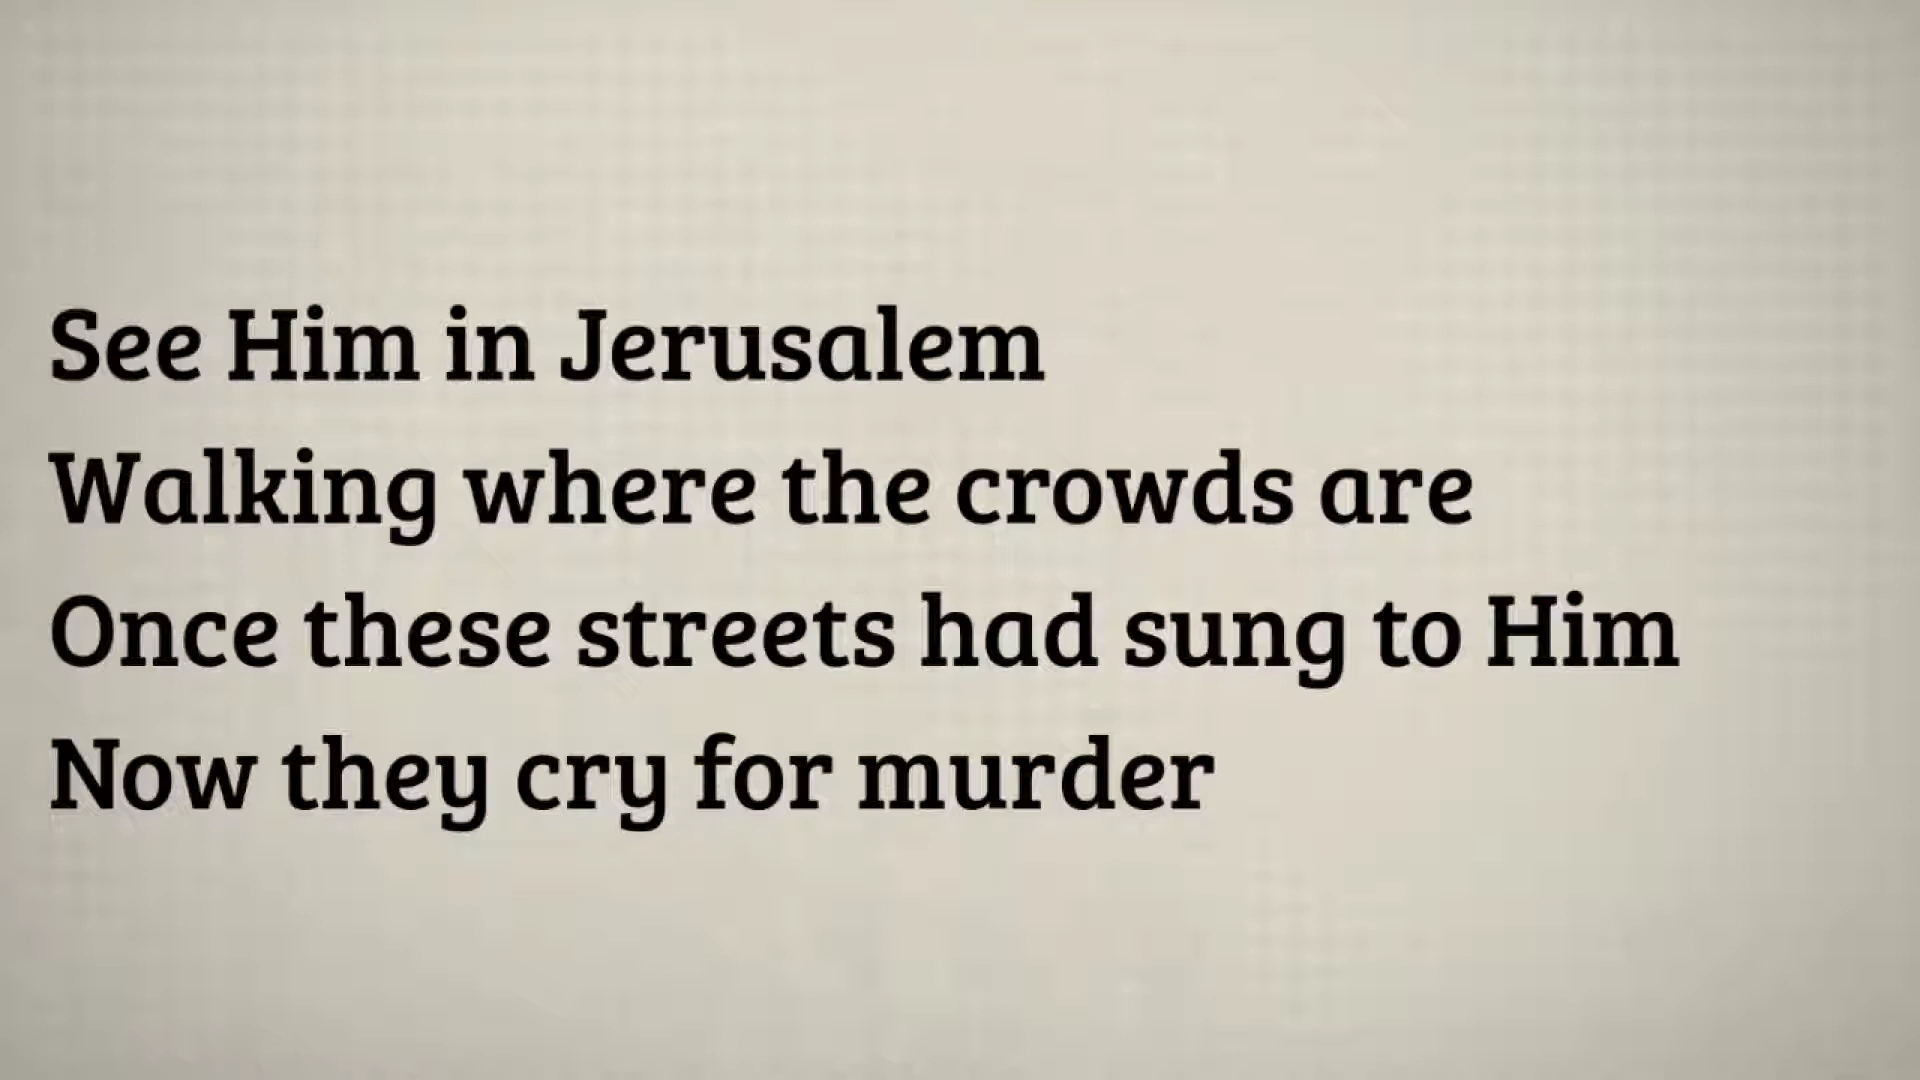 See Him in Jerusalem
Walking where the crowds are
Once these streets had sung to Him
Now they cry for murder